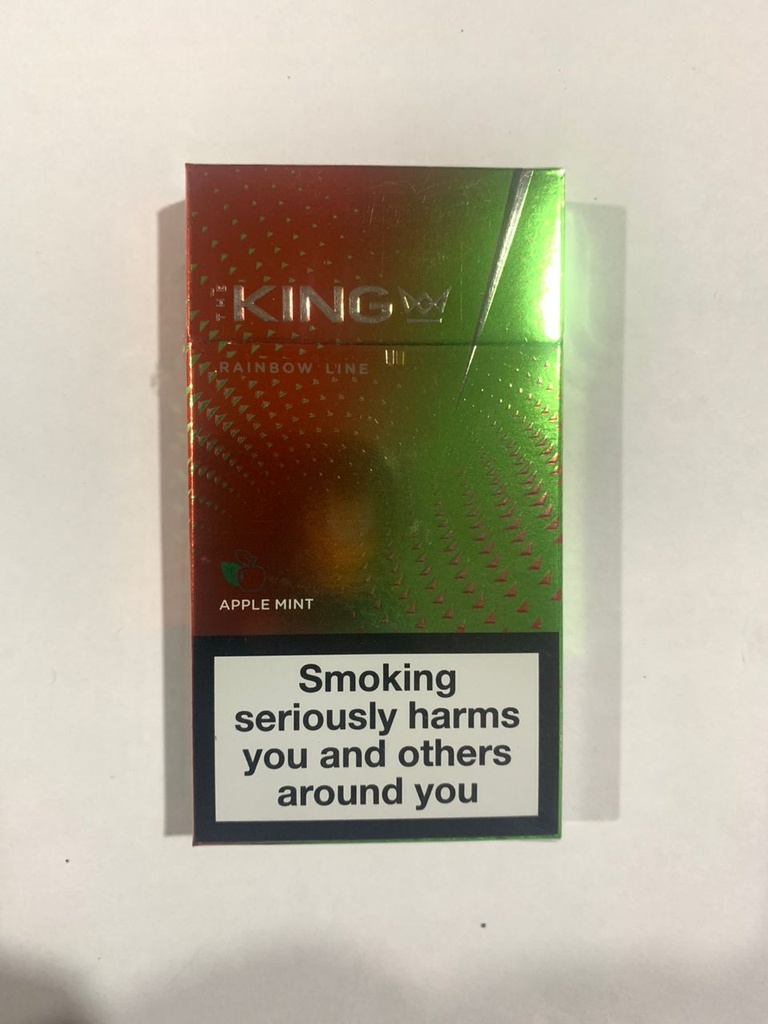 THE KING
RAINBOW LINE
APPLE MINT
Smoking
seriously harms
you and others
around you